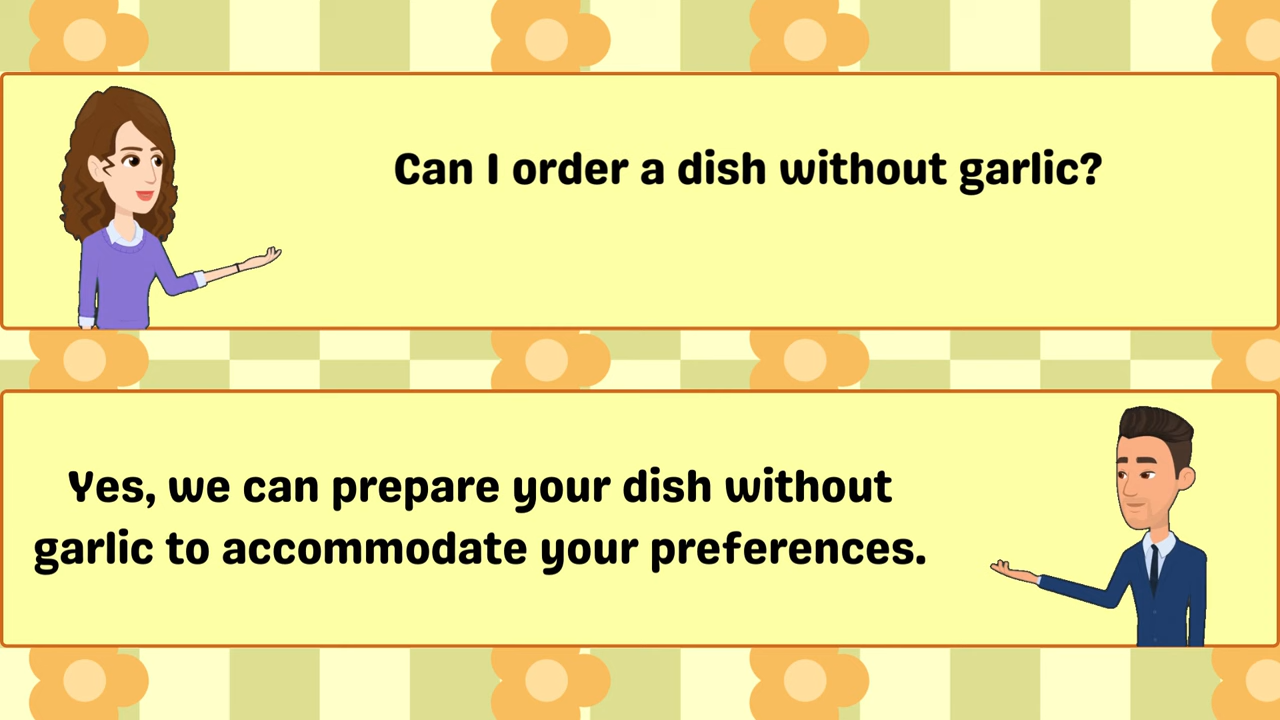 Can I order a dish without garlic?
Yes, we can prepare your dish without
garlic to accommodate your preferences.